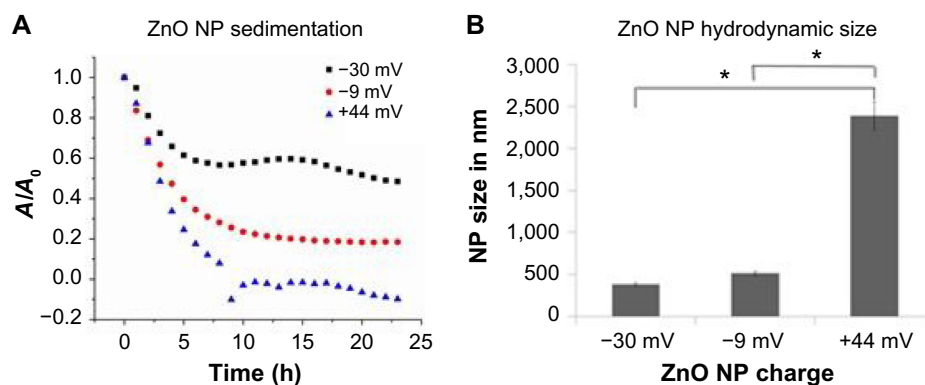 A
ZnO NP sedimentation
1.0
0.8
0.6
0.4
0.2
0.0
−0.2
A/A0
−30 mV
−9 mV
+44 mV
0
5
10
15
20
25
Time (h)
B
ZnO NP hydrodynamic size
3,000
2,500
2,000
1,500
1,000
500
0
NP size in nm
*
*
−30 mV
−9 mV
+44 mV
ZnO NP charge